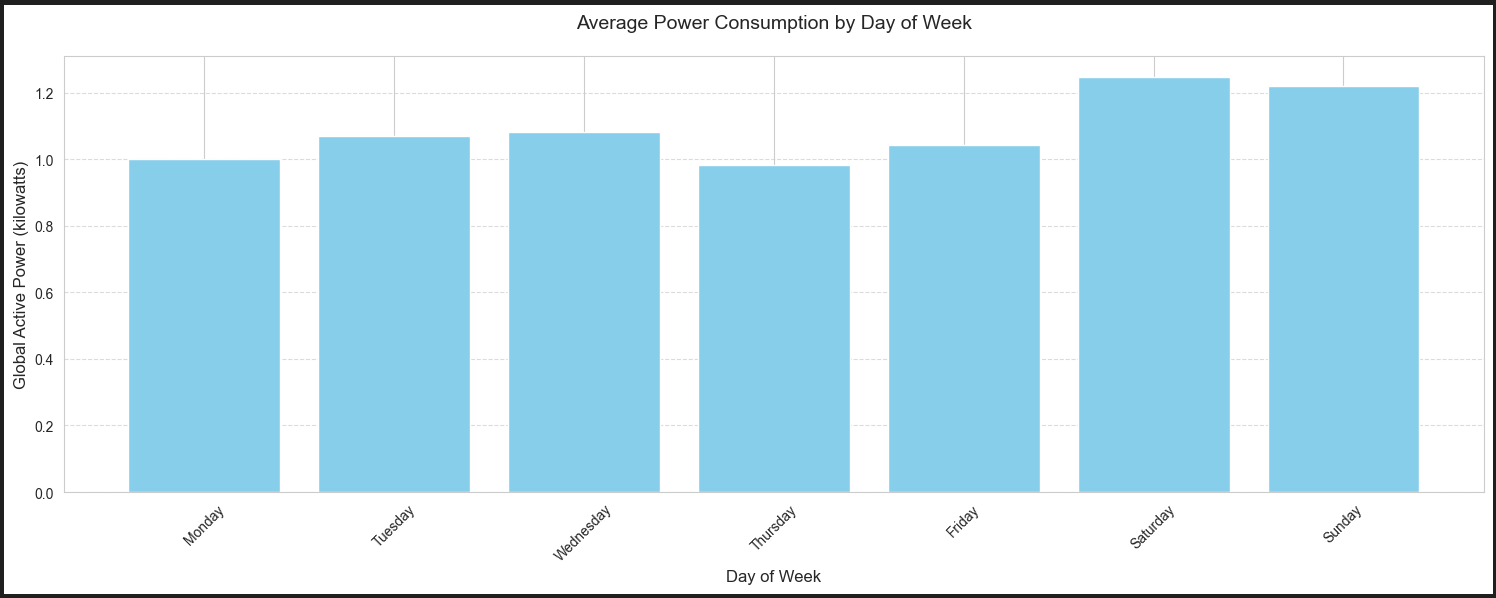 Average Power Consumption by Day of Week
Global Active Power (kilowatts)
1.2
1.0
0.8
0.6
0.4
0.2
0.0
Monday
Tuesday
Wednesday
Thursday
Friday
Saturday
Sunday
Day of Week